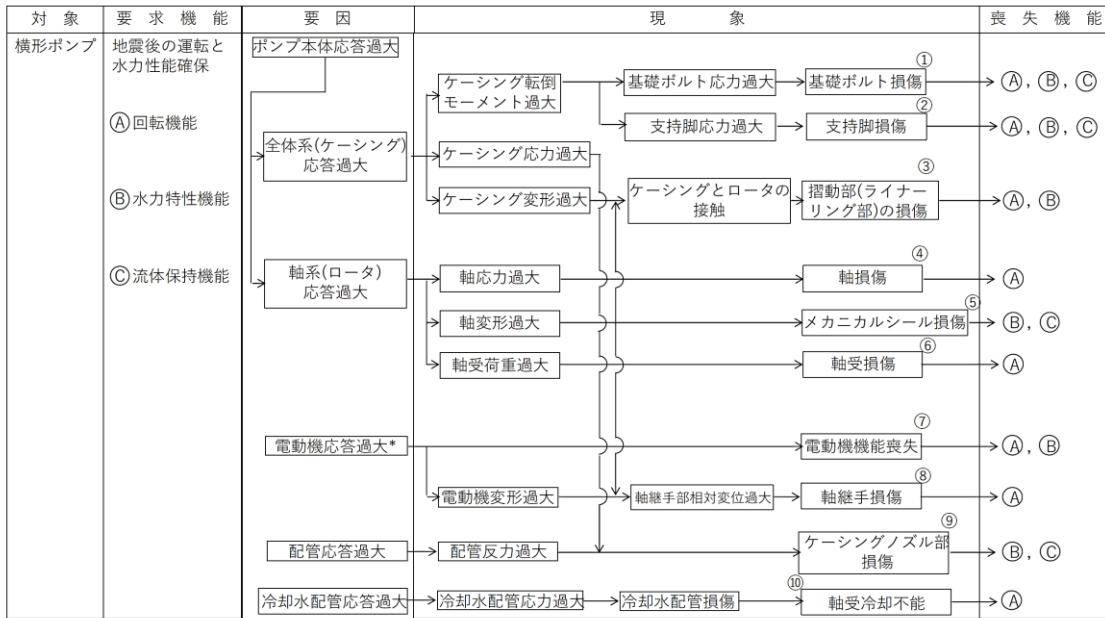 対 象
要 求 機 能
要 因
現 象
喪 失 機 能
横形ポンプ
地震後の運転と
水力性能確保
Ⓐ回転機能
Ⓑ水力特性機能
Ⓒ流体保持機能
ポンプ本体応答過大
全体系(ケーシング)
応答過大
ケーシング転倒
モーメント過大
基礎ボルト応力過大
①
基礎ボルト損傷
Ⓐ, Ⓑ, Ⓒ
支持脚応力過大
②
支持脚損傷
Ⓐ, Ⓑ, Ⓒ
ケーシング応力過大
ケーシング変形過大
ケーシングとロータの
接触
③
摺動部(ライナー
リング部)の損傷
Ⓐ, Ⓑ
軸系(ロータ)
応答過大
軸応力過大
④
軸損傷
Ⓐ
軸変形過大
⑤
メカニカルシール損傷
Ⓑ, Ⓒ
軸受荷重過大
⑥
軸受損傷
Ⓐ
電動機応答過大*
⑦
電動機機能喪失
Ⓐ, Ⓑ
電動機変形過大
軸継手部相対変位過大
⑧
軸継手損傷
Ⓐ
配管応答過大
配管反力過大
⑨
ケーシングノズル部
損傷
Ⓑ, Ⓒ
冷却水配管応答過大
冷却水配管応力過大
冷却水配管損傷
⑩
軸受冷却不能
Ⓐ